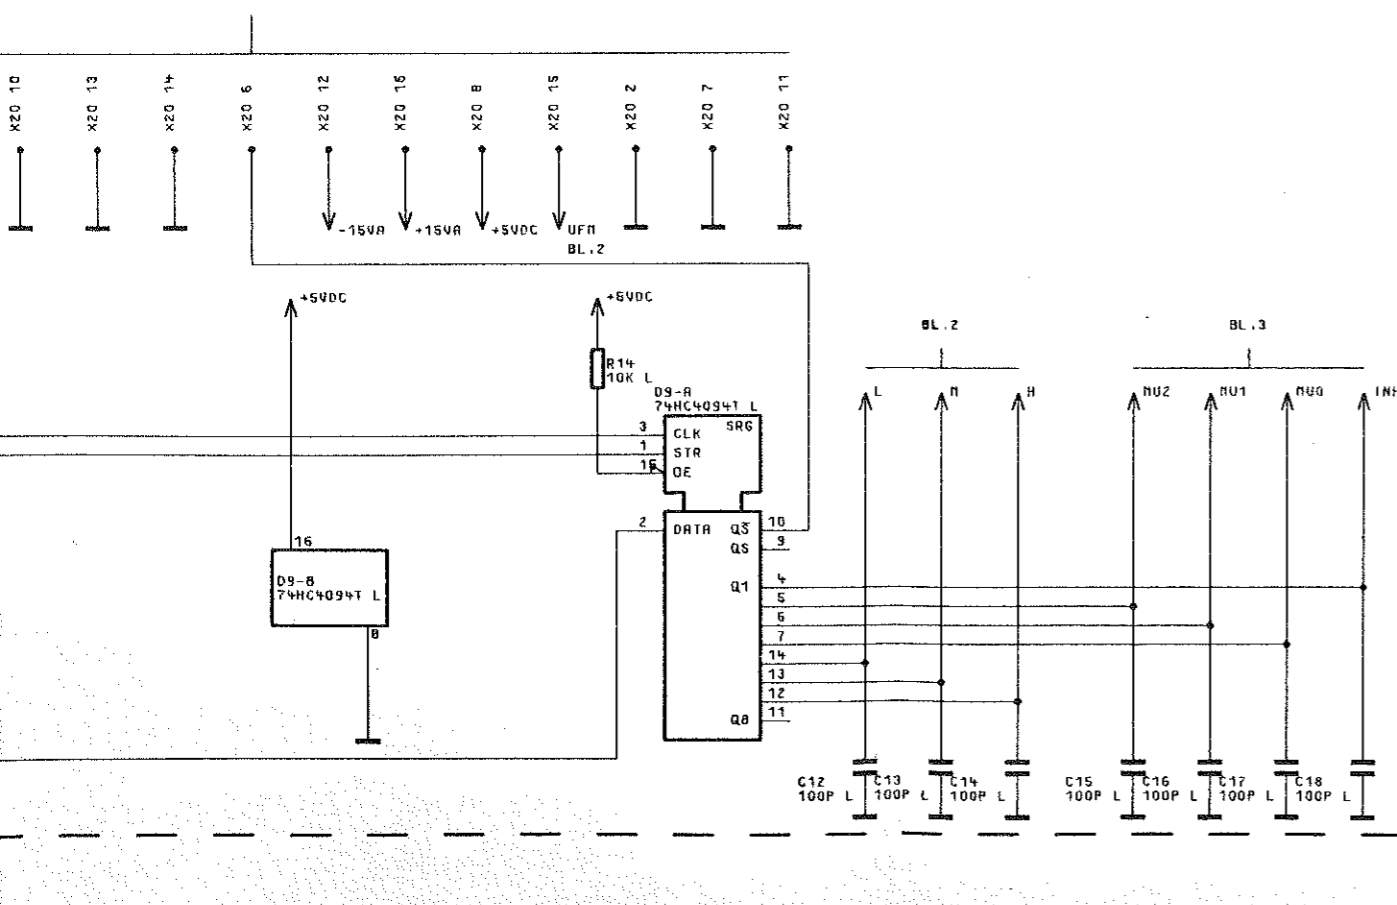 X20 10
X20 13
X20 14
X20 6
X20 12
X20 16
X20 8
X20 15
X20 2
X20 7
X20 11
-15VA
+15VA
+5VDC
UFM
BL.2
+5VDC
+5VDC
BL.2
BL.3
R14
10K L
L
M
H
MU2
MU1
MU0
INH
D9-A
74HC4094T L
SRG
3
CLK
1
STR
15
OE
2
DATA
QS
10
QS
9
16
D9-B
74HC4094T L
8
Q1
4
5
6
7
14
13
12
Q8
11
C12
100P L
C13
100P L
C14
100P L
C15
100P L
C16
100P L
C17
100P L
C18
100P L